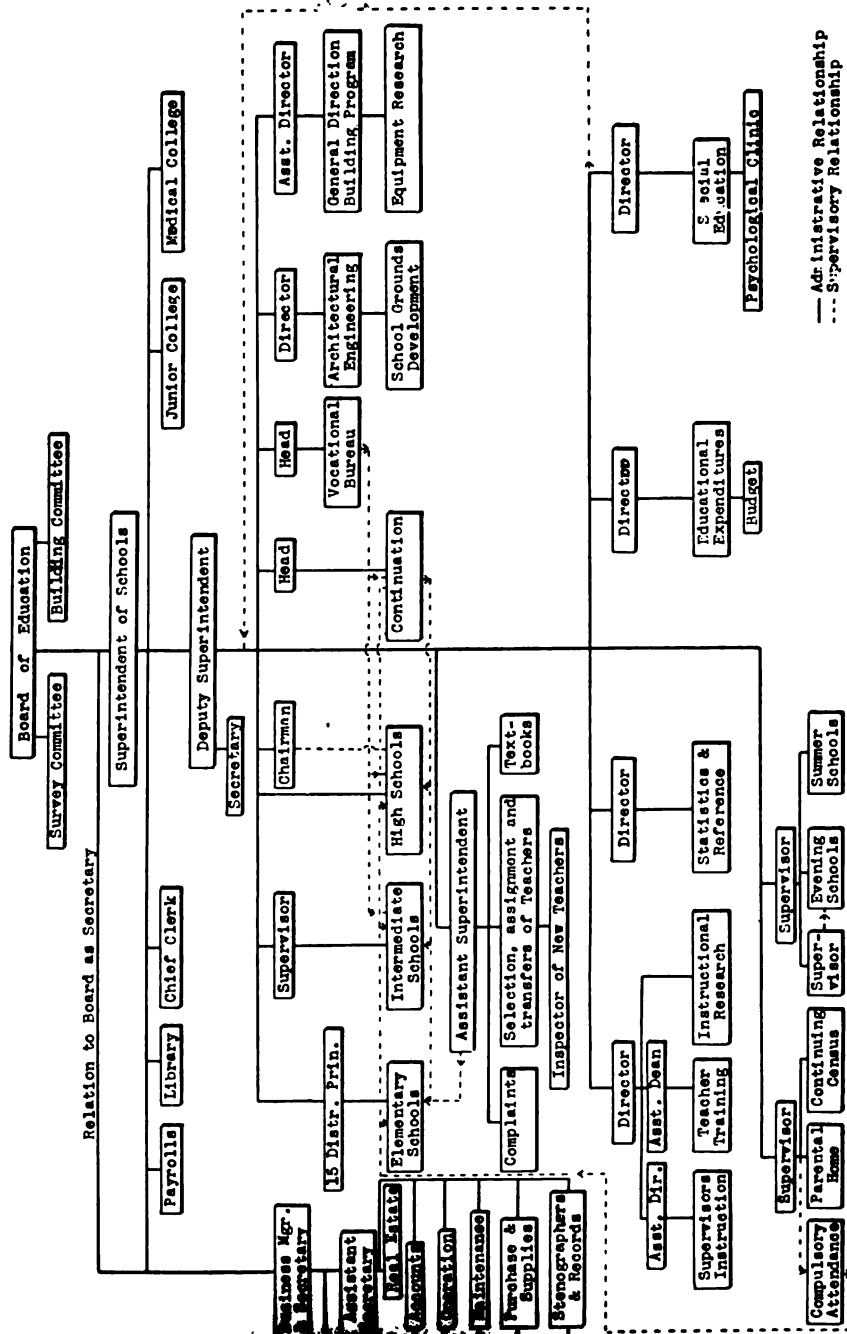 Board of Education
Survey Committee
Building Committee
Relation to Board as Secretary
Superintendent of Schools
Payrolls
Library
Chief Clerk
Junior College
Medical College
Deputy Superintendent
Secretary
Business Mgr.
& Secretary
Assistant
Secretary
Real Estate
Accounts
Operation
Maintenance
Purchase &
Supplies
Stenographers
& Records
15 Distr. Prin.
Supervisor
Chairman
Head
Head
Director
Asst. Director
Elementary
Schools
Intermediate
Schools
High Schools
Continuation
Vocational
Bureau
Architectural
Engineering
School Grounds
Development
General Direction
Building Program
Equipment Research
Assistant Superintendent
Complaints
Selection, assignment and
transfers of Teachers
Text-
books
Inspector of New Teachers
Director
Asst. Dir.
Asst. Dean
Supervisors
Instruction
Teacher
Training
Instructional
Research
Director
Statistics &
Reference
Director
Educational
Expenditures
Budget
Director
Special
Education
Psychological Clinic
Supervisor
Compulsory
Attendance
Parental
Home
Continuing
Census
Supervisor
Super-
visor
Evening
Schools
Summer
Schools
Administrative Relationship
Supervisory Relationship